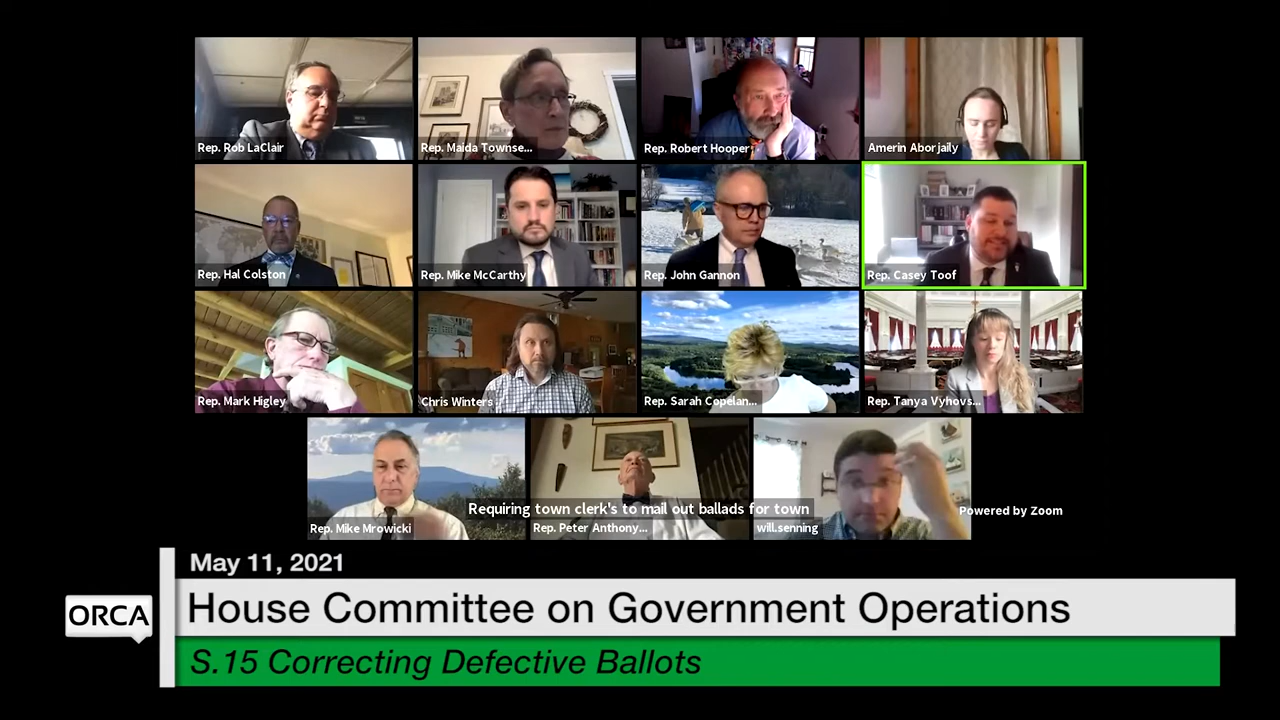 Rep. Rob LaClair
Rep. Maida Townse...
Rep. Robert Hooper
Amerin Aborjaily
Rep. Hal Colston
Rep. Mike McCarthy
Rep. John Gannon
Rep. Casey Toof
Rep. Mark Higley
Chris Winters
Rep. Sarah Copelan...
Rep. Tanya Vyhovs...
Requiring town clerk's to mail out ballads for town
Powered by Zoom
Rep. Mike Mrowicki
Rep. Peter Anthony...
will.senning
May 11, 2021
ORCA
House Committee on Government Operations
S.15 Correcting Defective Ballots